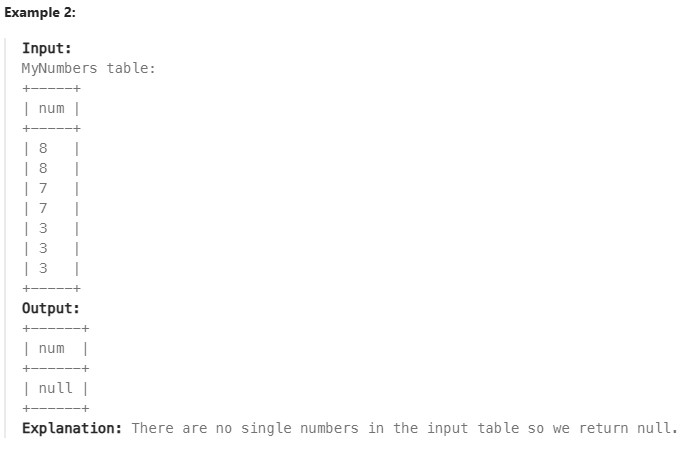 Example 2:
Input:
MyNumbers table:
+-----+
| num |
+-----+
| 8   |
| 8   |
| 7   |
| 7   |
| 3   |
| 3   |
| 3   |
+-----+
Output:
+------+
| num  |
+------+
| null |
+------+
Explanation: There are no single numbers in the input table so we return null.